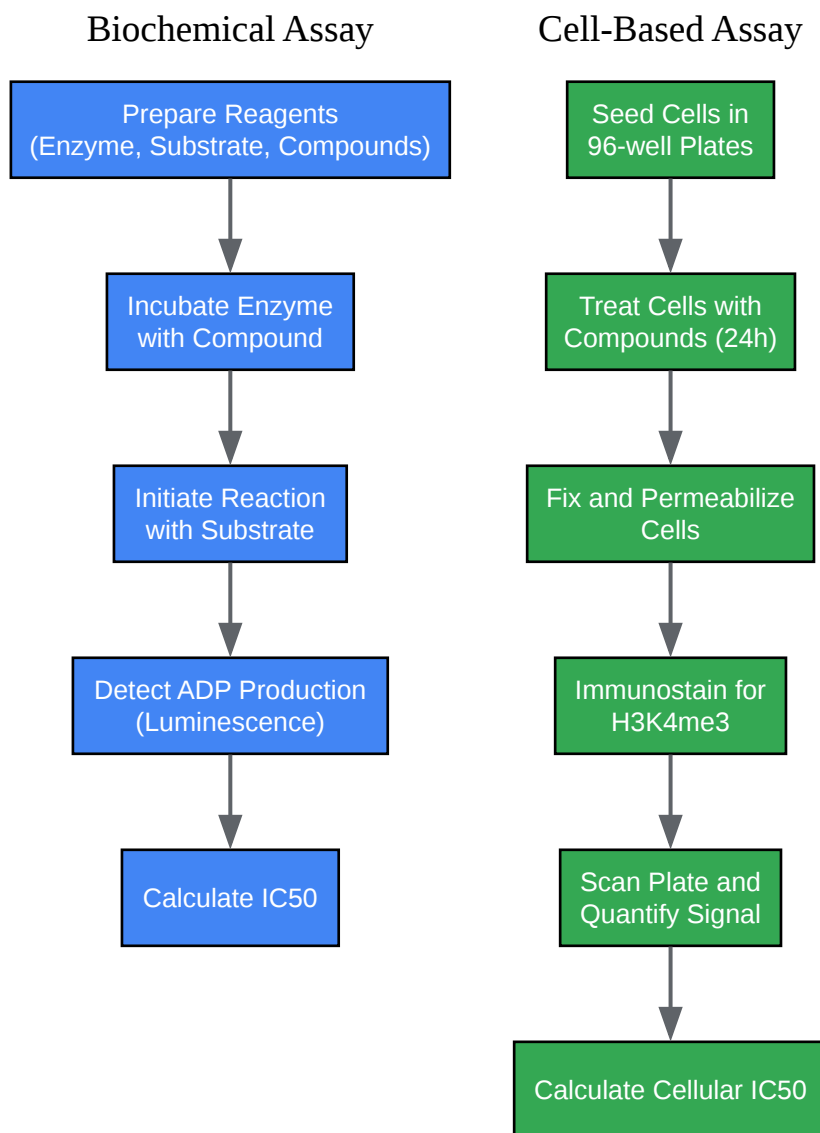 Biochemical Assay
Prepare Reagents
(Enzyme, Substrate, Compounds)
Incubate Enzyme
with Compound
Initiate Reaction
with Substrate
Detect ADP Production
(Luminescence)
Calculate IC50
Cell-Based Assay
Seed Cells in
96-well Plates
Treat Cells with
Compounds (24h)
Fix and Permeabilize
Cells
Immunostain for
H3K4me3
Scan Plate and
Quantify Signal
Calculate Cellular IC50